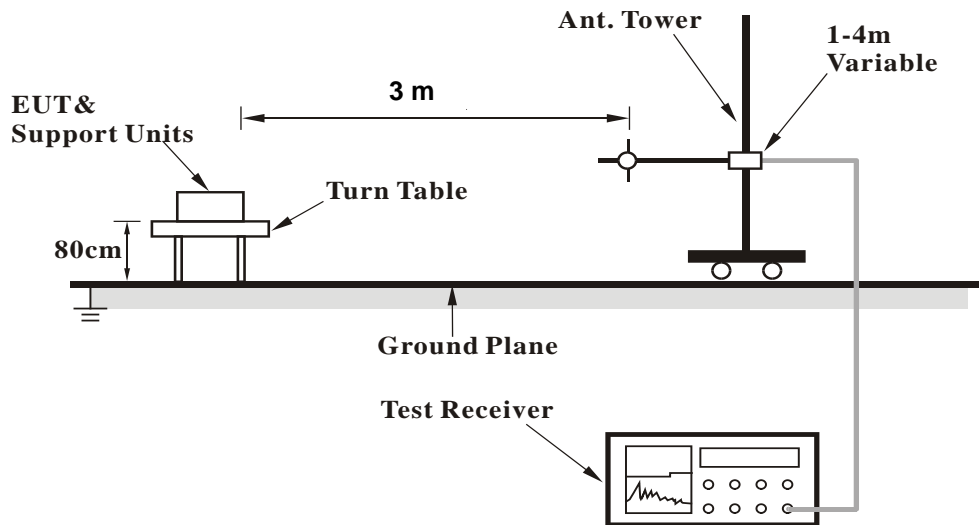 Ant. Tower
1-4m
Variable
3 m
EUT&
Support Units
Turn Table
80cm
Ground Plane
Test Receiver